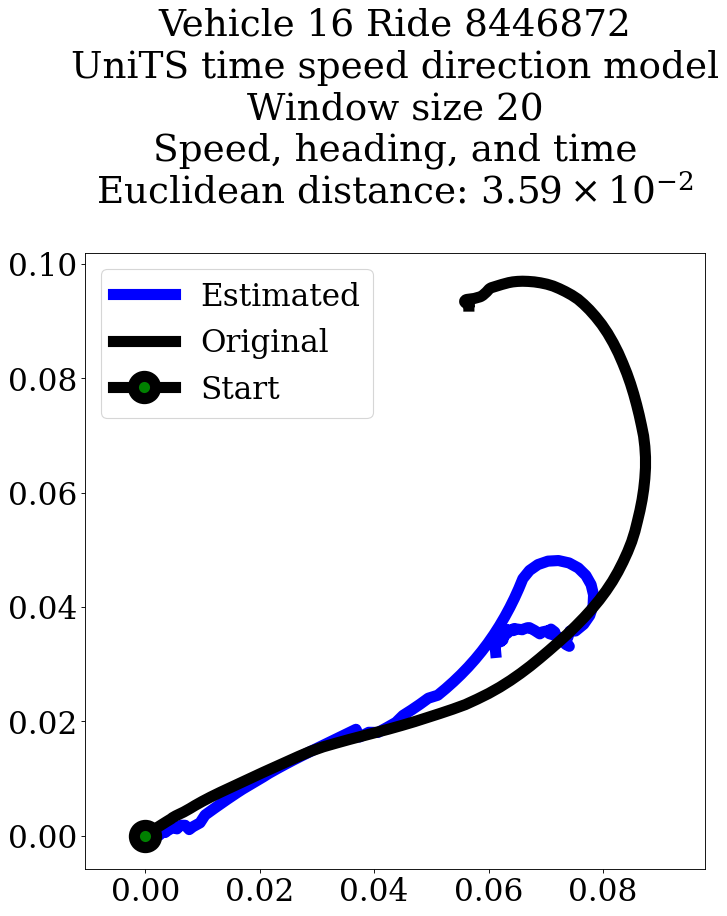 Vehicle 16 Ride 8446872
UniTS time speed direction model
Window size 20
Speed, heading, and time
Euclidean distance: 3.59 × 10⁻²
0.10
0.08
0.06
0.04
0.02
0.00
Estimated
Original
Start
0.00 0.02 0.04 0.06 0.08